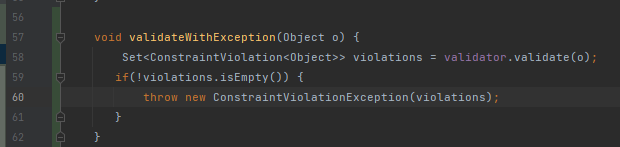 56
57 void validateWithException(Object o) {
58 Set<ConstraintViolation<Object>> violations = validator.validate(o);
59 if(!violations.isEmpty()) {
60 throw new ConstraintViolationException(violations);
61 }
62 }